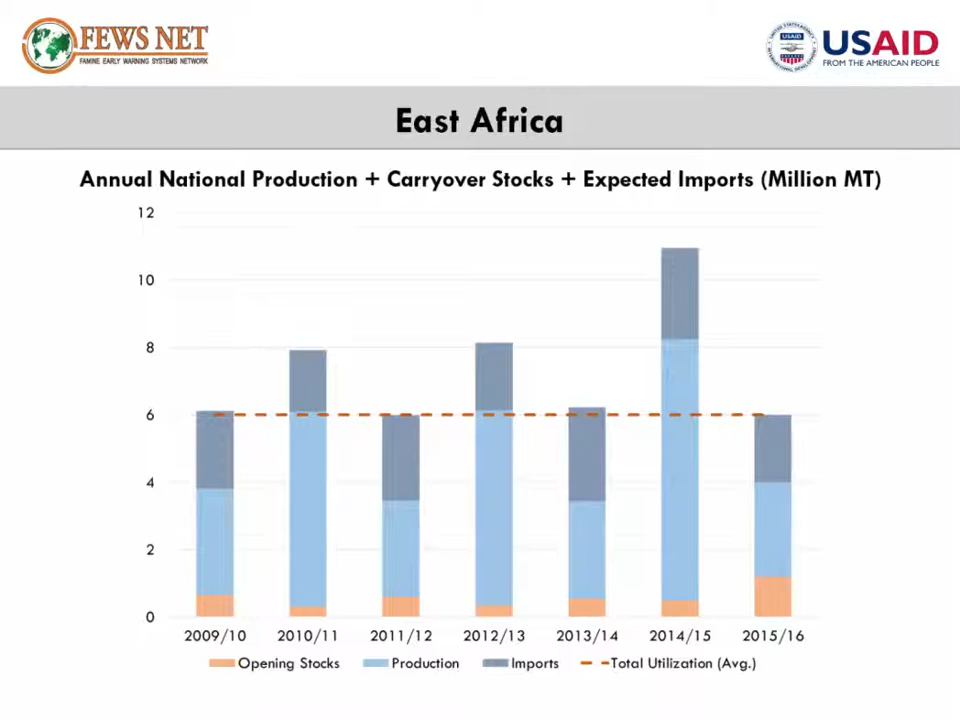 FEWS NET
FAMINE EARLY WARNING SYSTEMS NETWORK
USAID
USAID
FROM THE AMERICAN PEOPLE
East Africa
Annual National Production + Carryover Stocks + Expected Imports (Million MT)
12
10
8
6
4
2
0
2009/10 2010/11 2011/12 2012/13 2013/14 2014/15 2015/16
Opening Stocks Production Imports Total Utilization (Avg.)